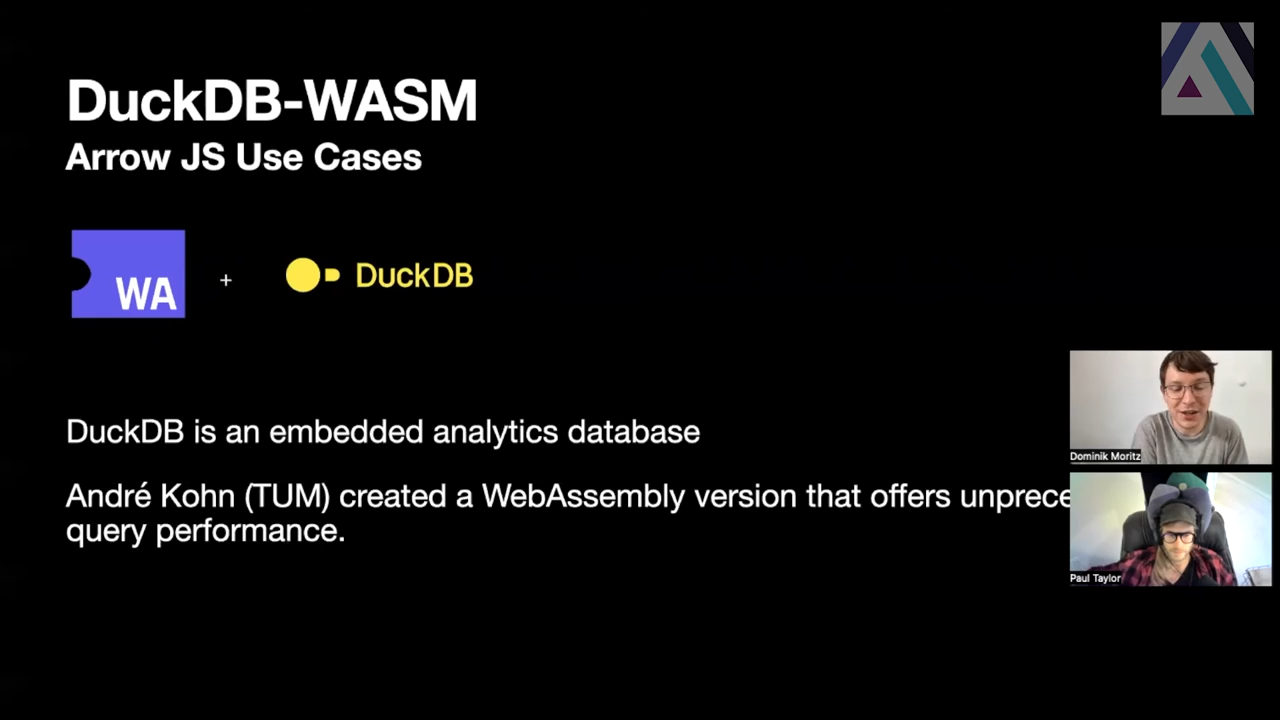 DuckDB-WASM
Arrow JS Use Cases
WA
+
DuckDB
DuckDB is an embedded analytics database
André Kohn (TUM) created a WebAssembly version that offers
query performance.
Dominik Moritz
Paul Taylor